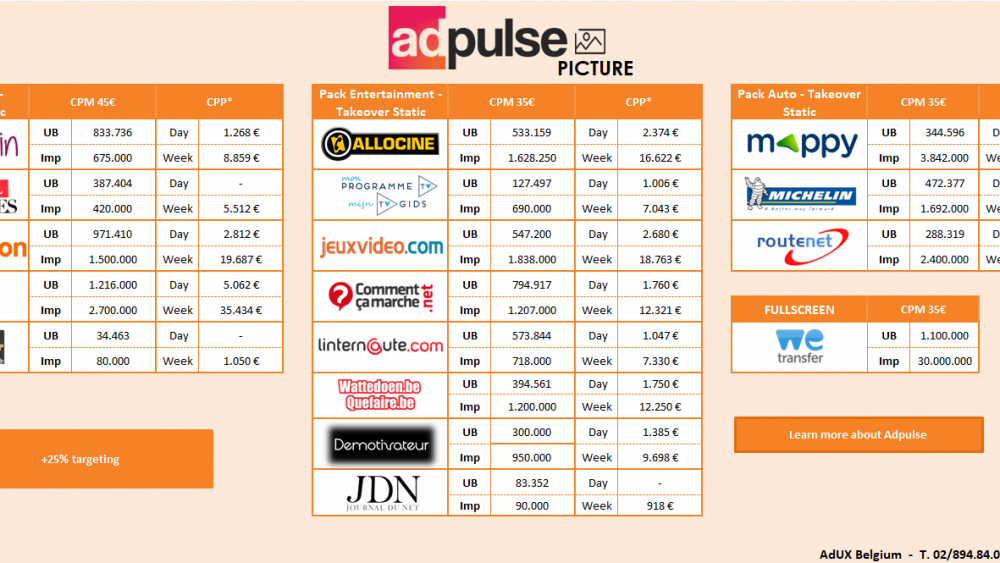 adpulse
PICTURE
CPM 45€ CPP*
in UB 833.736 Day 1.268 €
Imp 675.000 Week 8.859 €
UB 387.404 Day -
ES Imp 420.000 Week 5.512 €
on UB 971.410 Day 2.812 €
Imp 1.500.000 Week 19.687 €
UB 1.216.000 Day 5.062 €
Imp 2.700.000 Week 35.434 €
UB 34.463 Day -
Imp 80.000 Week 1.050 €
+25% targeting
Pack Entertainment -
Takeover Static
CPM 35€ CPP*
ALLOCINE UB 533.159 Day 2.374 €
Imp 1.628.250 Week 16.622 €
mon
PROGRAMME TV
mijn TV GIDS
UB 127.497 Day 1.006 €
Imp 690.000 Week 7.043 €
jeuxvideo.com UB 547.200 Day 2.680 €
Imp 1.838.000 Week 18.763 €
Comment
ça marche .net
UB 794.917 Day 1.760 €
Imp 1.207.000 Week 12.321 €
linternaute.com UB 573.844 Day 1.047 €
Imp 718.000 Week 7.330 €
Wattedoen.be
Quefaire.be
UB 394.561 Day 1.750 €
Imp 1.200.000 Week 12.250 €
Demotivateur UB 300.000 Day 1.385 €
Imp 950.000 Week 9.698 €
JDN
JOURNAL DU NET
UB 83.352 Day -
Imp 90.000 Week 918 €
Pack Auto - Takeover
Static
CPM 35€
mappy UB 344.596 D
Imp 3.842.000 We
MICHELIN
A better way forward
UB 472.377 D
Imp 1.692.000 We
routenet UB 288.319 D
Imp 2.400.000 We
FULLSCREEN CPM 35€
we
transfer
UB 1.100.000
Imp 30.000.000
Learn more about Adpulse
AdUX Belgium - T. 02/894.84.0